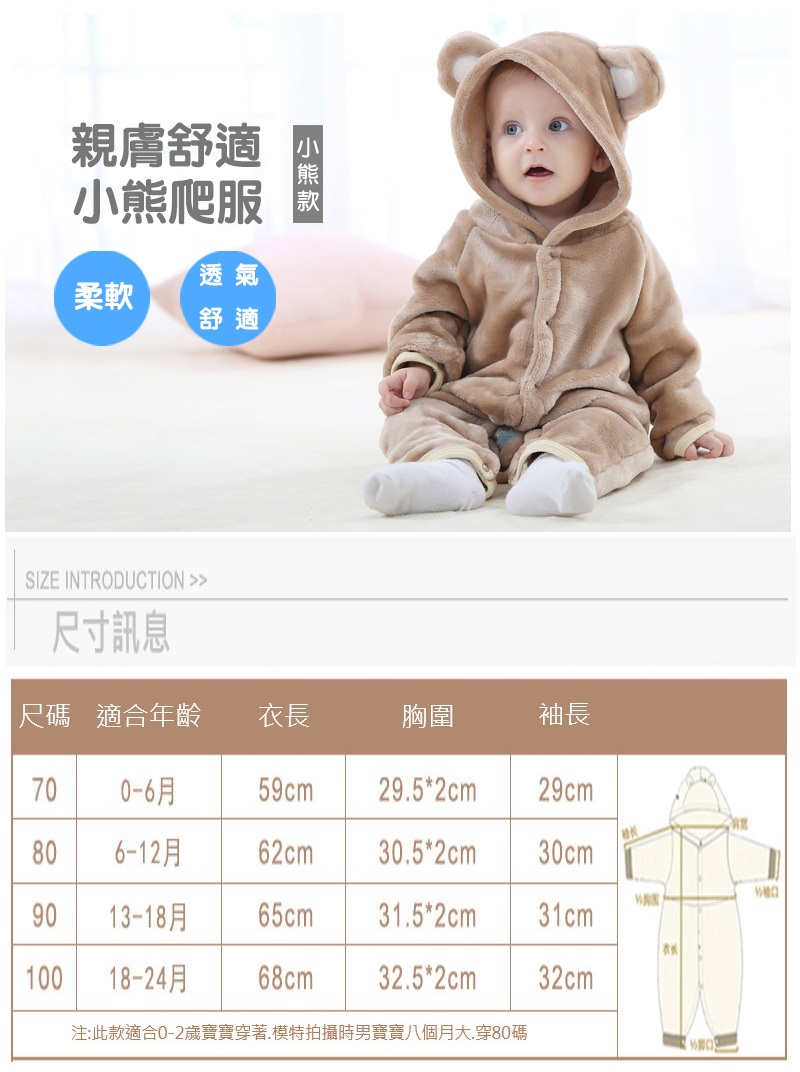 親膚舒適
小熊爬服
小熊款
柔軟
透氣
舒適
SIZE INTRODUCTION >>
尺寸訊息
尺碼 適合年齡 衣長 胸圍 袖長
70 0-6月 59cm 29.5*2cm 29cm
80 6-12月 62cm 30.5*2cm 30cm
90 13-18月 65cm 31.5*2cm 31cm
100 18-24月 68cm 32.5*2cm 32cm
袖长
肩宽
½胸围
½袖口
衣长
½脚口
注:此款適合0-2歲寶寶穿著.模特拍攝時男寶寶八個月大.穿80碼